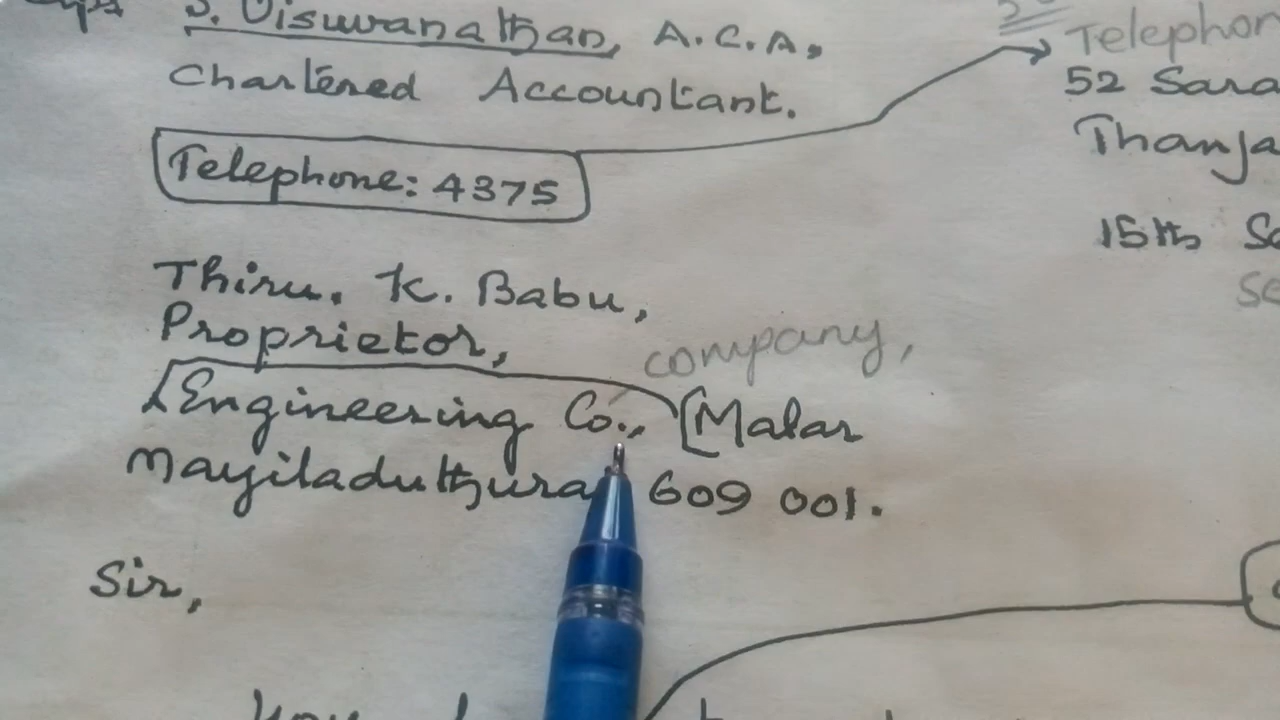 S. Viswanathan, A.C.A,
Chartered Accountant.
Telephone: 4375
Telephon
52 Sara
Thanja
15th
Thiru. K. Babu,
Proprietor,
company,
Engineering Co., [Malar
Mayiladuthurai 609 001.
Sir,